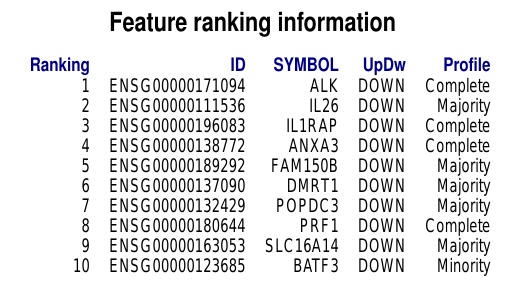 Feature ranking information
Ranking ID SYMBOL UpDw Profile
1 ENSG00000171094 ALK DOWN Complete
2 ENSG00000111536 IL26 DOWN Majority
3 ENSG00000196083 IL1RAP DOWN Complete
4 ENSG00000138772 ANXA3 DOWN Complete
5 ENSG00000189292 FAM150B DOWN Majority
6 ENSG00000137090 DMRT1 DOWN Majority
7 ENSG00000132429 POPDC3 DOWN Majority
8 ENSG00000180644 PRF1 DOWN Complete
9 ENSG00000163053 SLC16A14 DOWN Majority
10 ENSG00000123685 BATF3 DOWN Minority